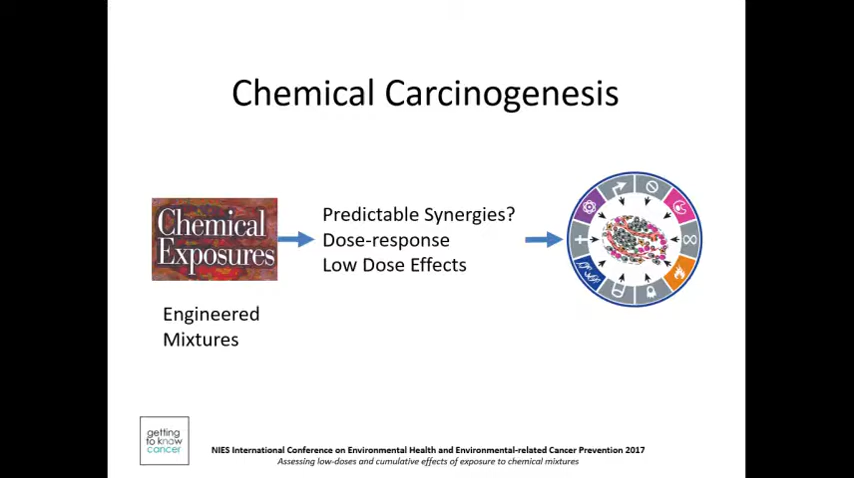 Chemical Carcinogenesis
Chemical
Exposures
Predictable Synergies?
Dose-response
Low Dose Effects
Engineered
Mixtures
getting
to know
cancer
NIES International Conference on Environmental Health and Environmental-related Cancer Prevention 2017
Assessing low-doses and cumulative effects of exposure to chemical mixtures